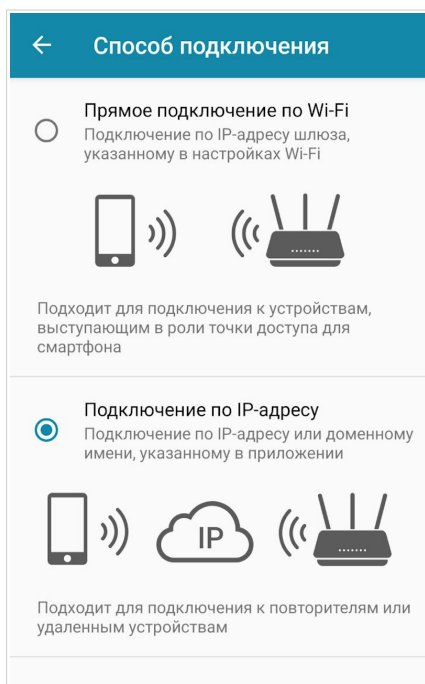 Способ подключения
Прямое подключение по Wi-Fi
Подключение по IP-адресу шлюза,
указанному в настройках Wi-Fi
Подходит для подключения к устройствам,
выступающим в роли точки доступа для
смартфона
Подключение по IP-адресу
Подключение по IP-адресу или доменному
имени, указанному в приложении
IP
Подходит для подключения к повторителям или
удаленным устройствам